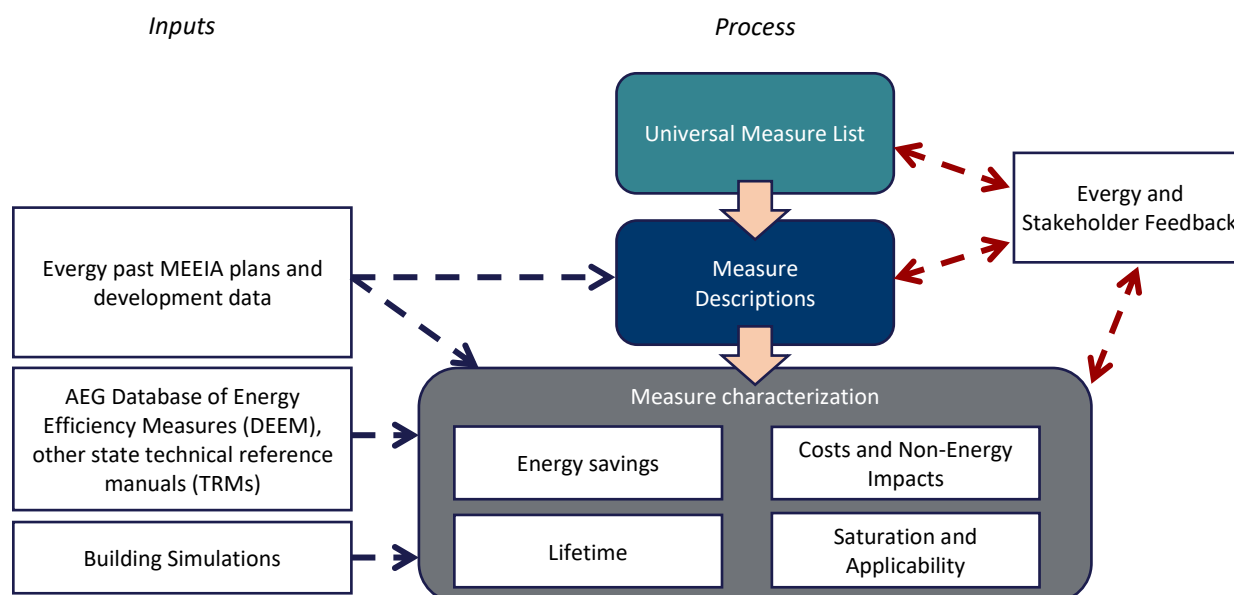 Inputs
Process
Universal Measure List
Evergy and
Stakeholder Feedback
Evergy past MEEIA plans and
development data
Measure
Descriptions
AEG Database of Energy
Efficiency Measures (DEEM),
other state technical reference
manuals (TRMs)
Measure characterization
Energy savings
Costs and Non-Energy
Impacts
Building Simulations
Lifetime
Saturation and
Applicability